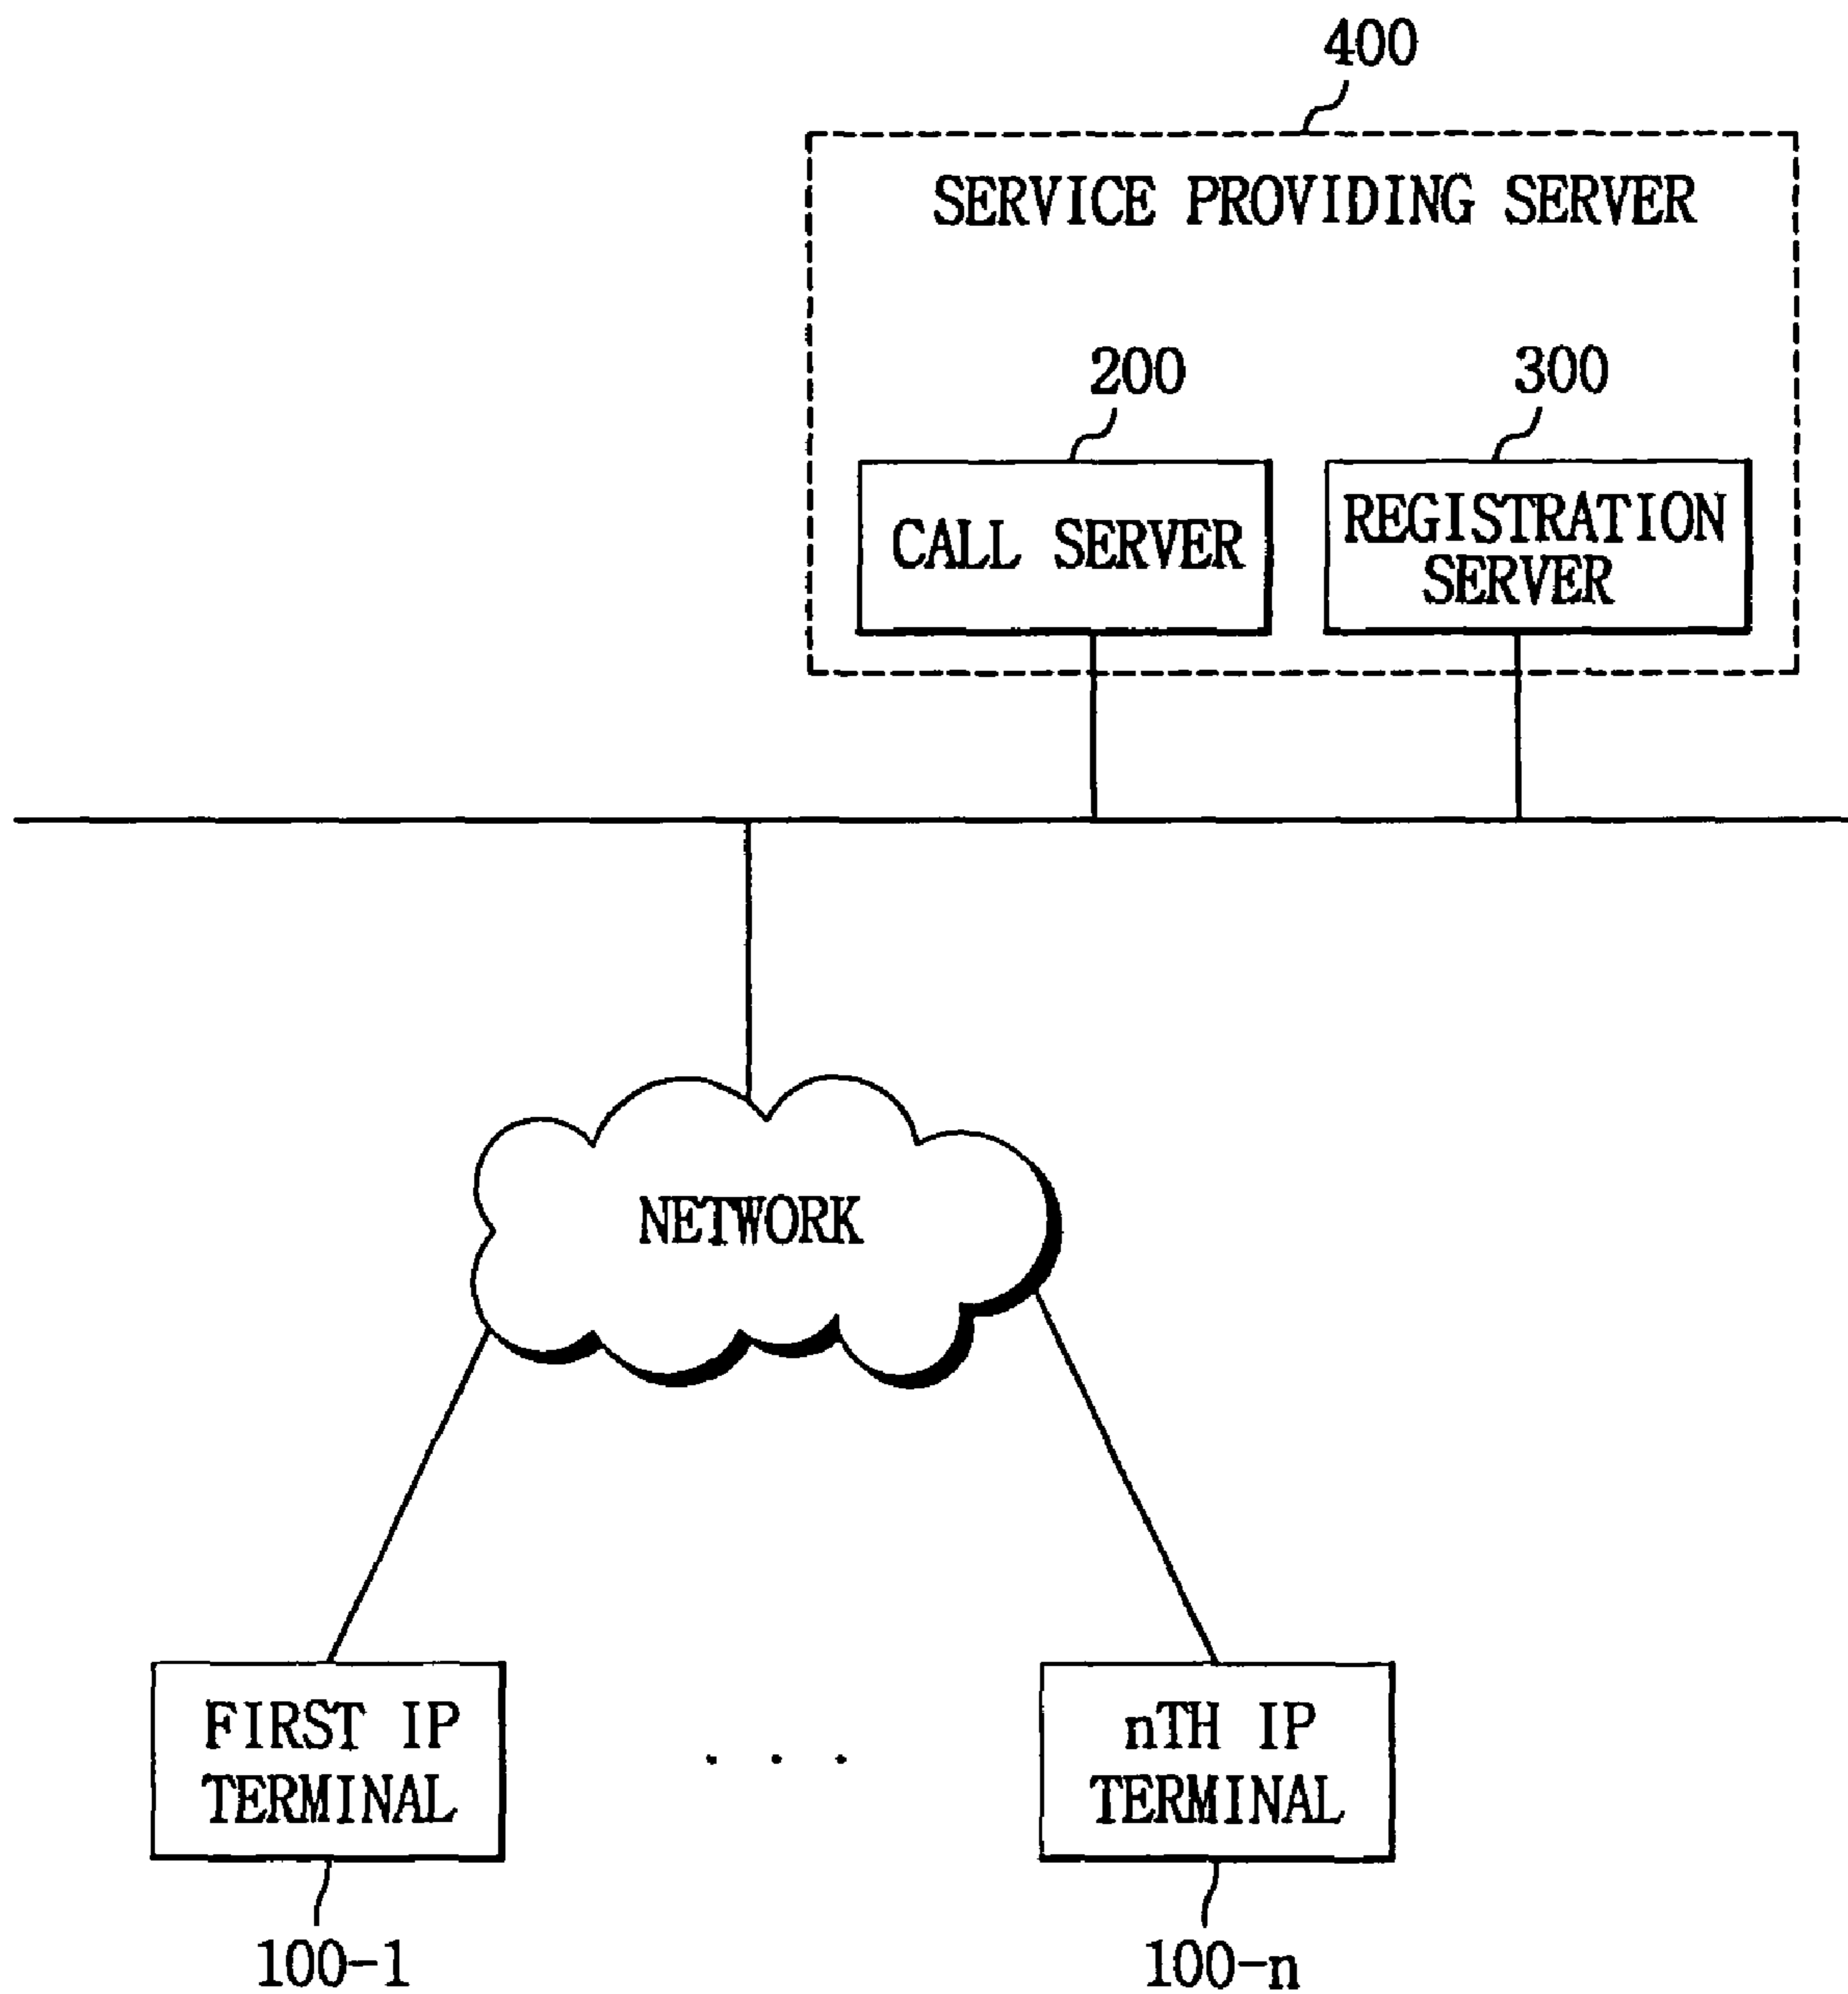 400
SERVICE PROVIDING SERVER
200
300
CALL SERVER
REGISTRATION
SERVER
NETWORK
FIRST IP
TERMINAL
. . .
nTH IP
TERMINAL
100-1
100-n